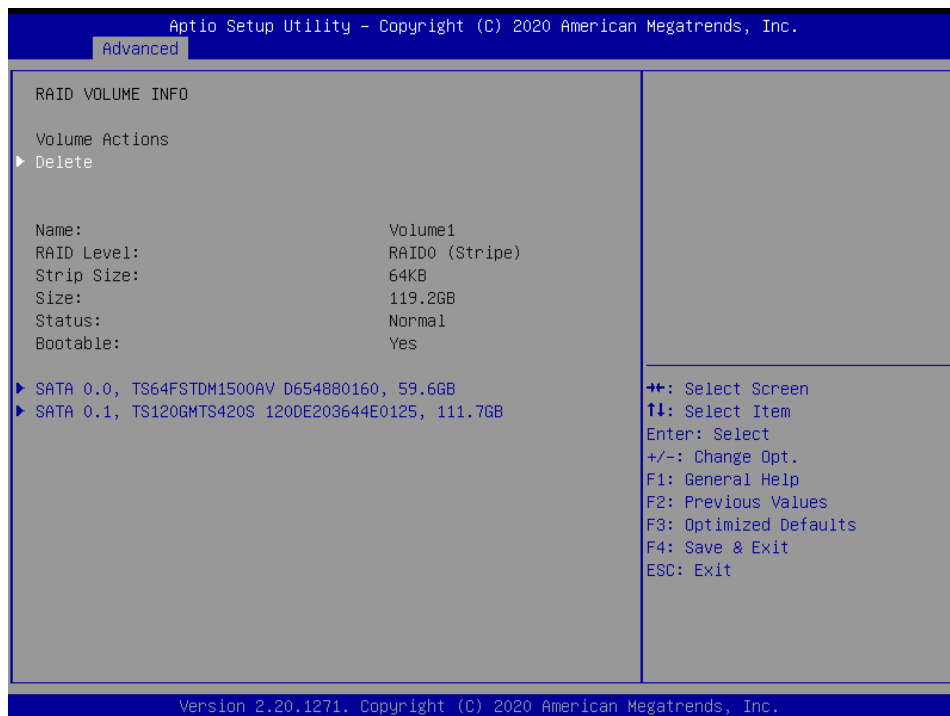 Aptio Setup Utility – Copyright (C) 2020 American Megatrends, Inc.
Advanced
RAID VOLUME INFO
Volume Actions
▶ Delete
Name: Volume1
RAID Level: RAID0 (Stripe)
Strip Size: 64KB
Size: 119.2GB
Status: Normal
Bootable: Yes
▶ SATA 0.0, TS64FSTDM1500AV D654880160, 59.6GB
▶ SATA 0.1, TS120GMTS420S 120DE203644E0125, 111.7GB
→←: Select Screen
↑↓: Select Item
Enter: Select
+/-: Change Opt.
F1: General Help
F2: Previous Values
F3: Optimized Defaults
F4: Save & Exit
ESC: Exit
Version 2.20.1271. Copyright (C) 2020 American Megatrends, Inc.